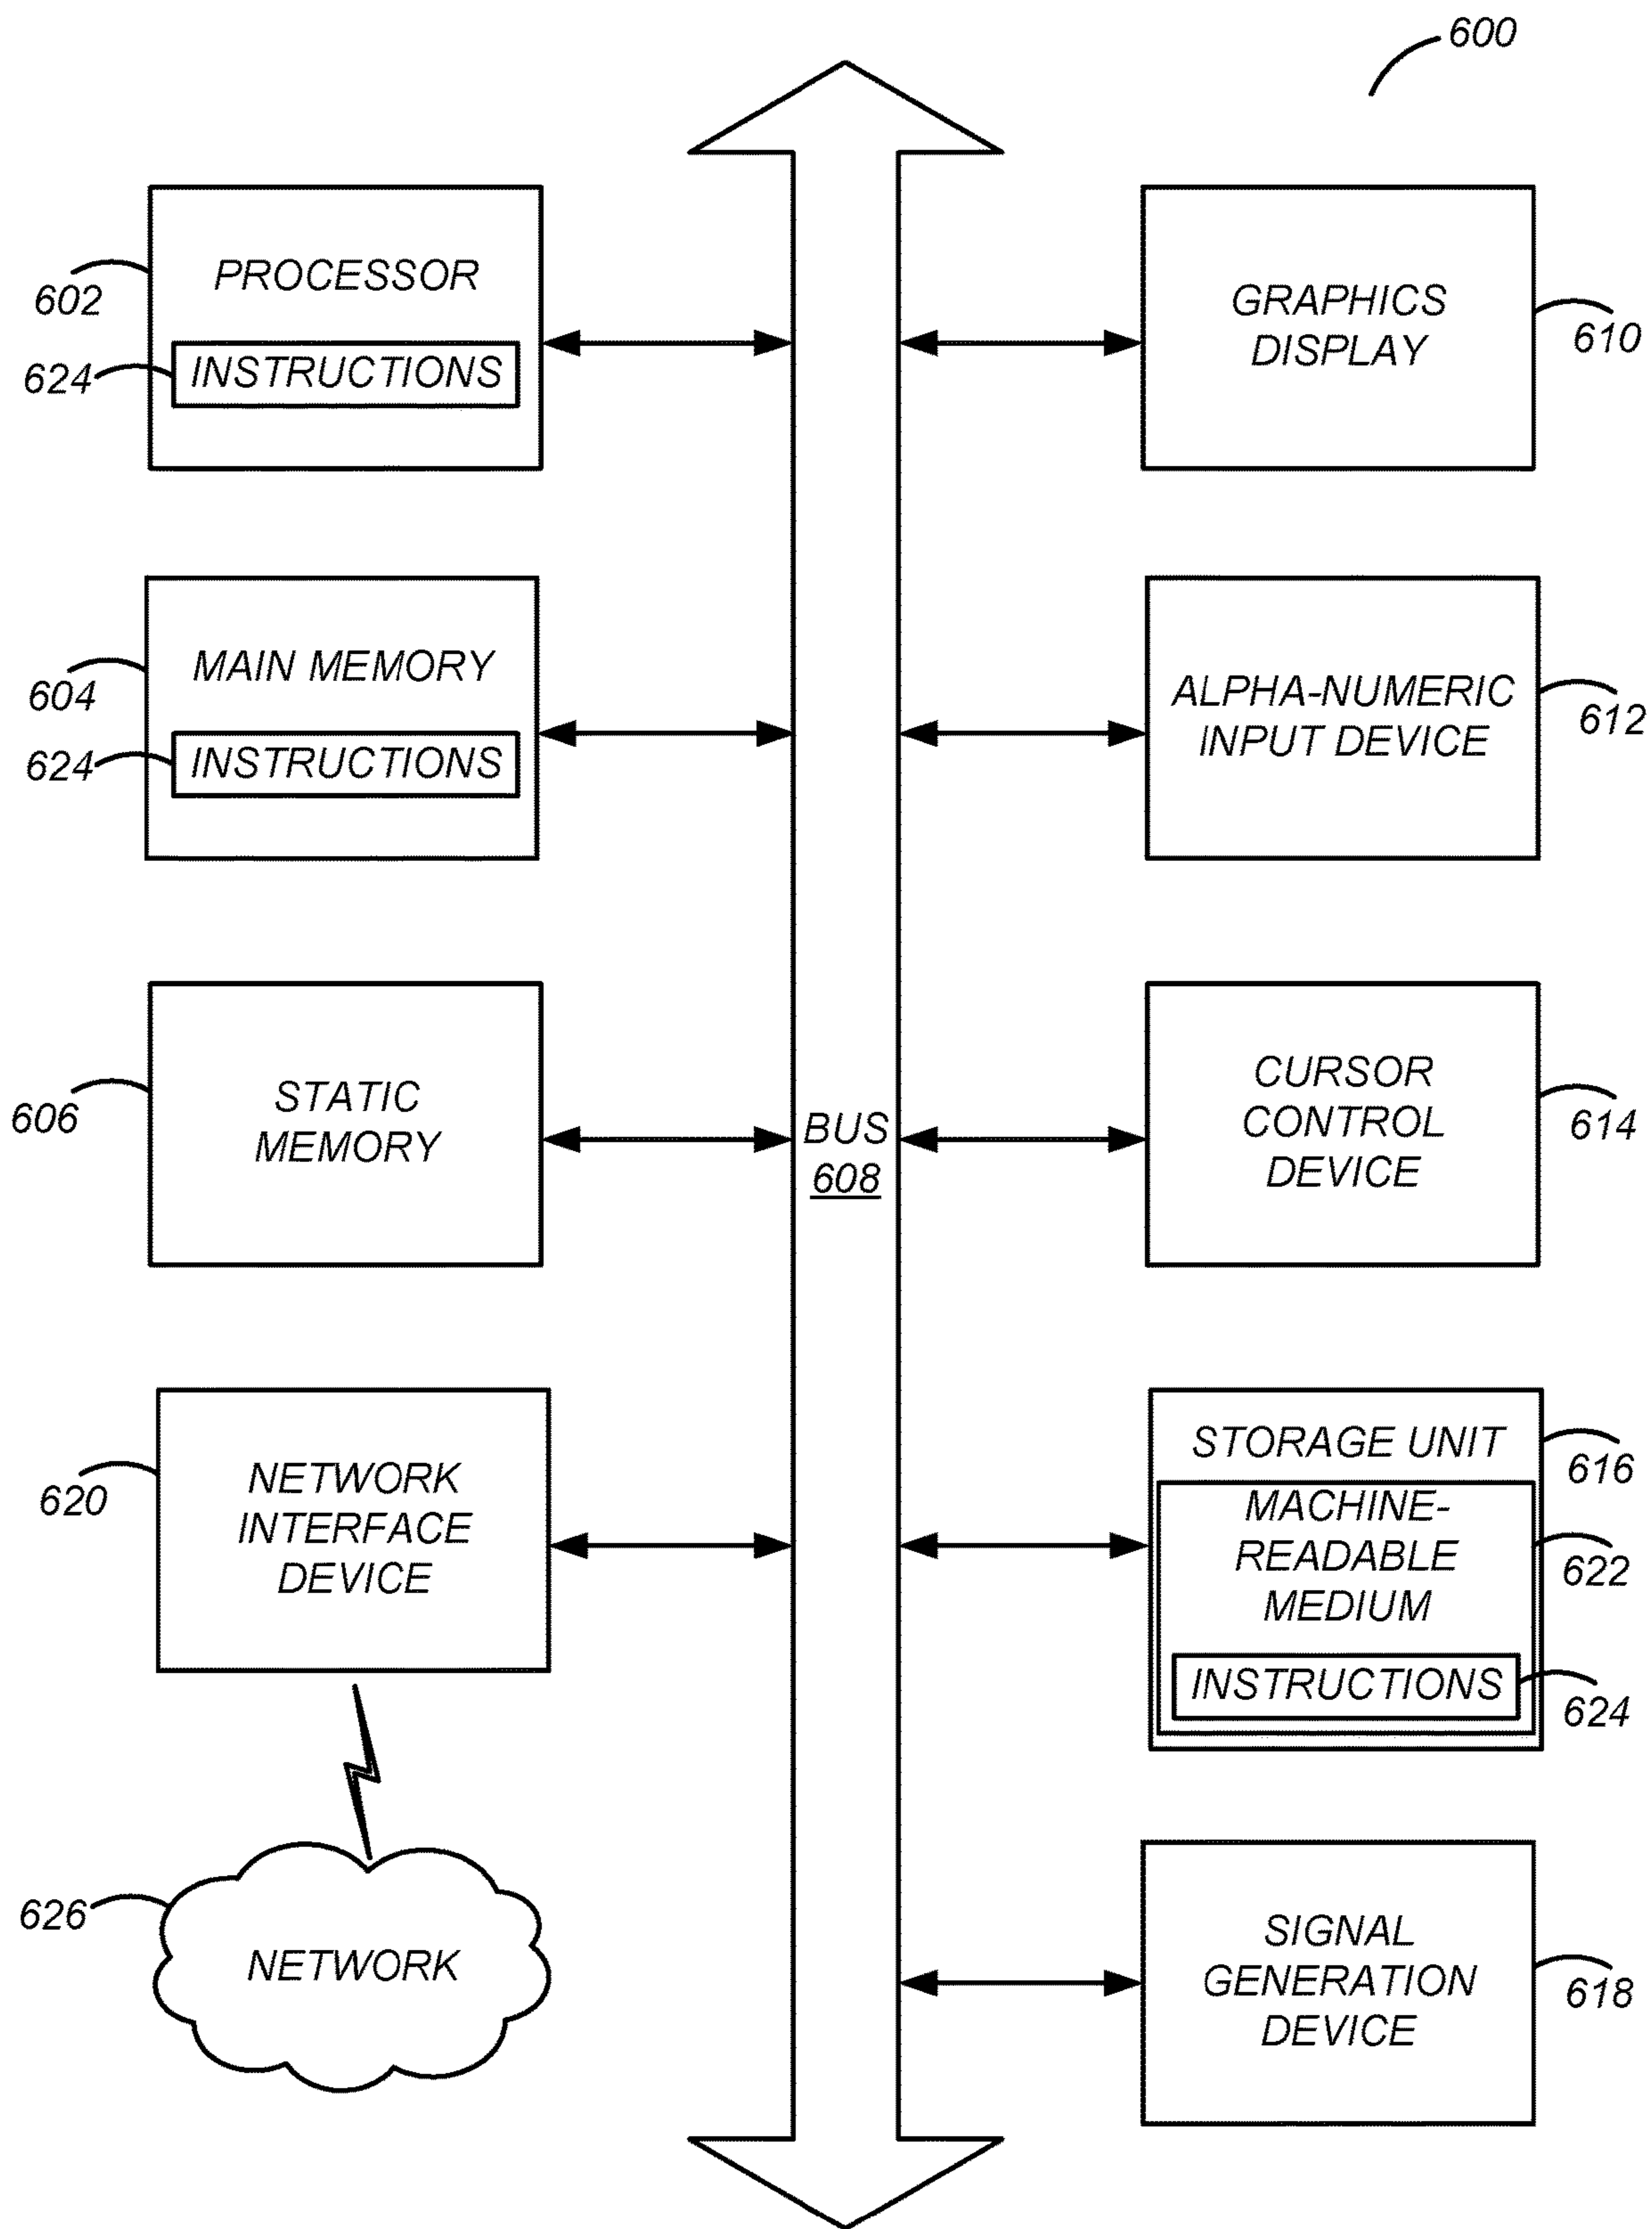 600
PROCESSOR
602
624
INSTRUCTIONS
GRAPHICS
DISPLAY
610
MAIN MEMORY
604
624
INSTRUCTIONS
ALPHA-NUMERIC
INPUT DEVICE
612
STATIC
MEMORY
606
BUS
608
CURSOR
CONTROL
DEVICE
614
NETWORK
INTERFACE
DEVICE
620
STORAGE UNIT
616
MACHINE-
READABLE
MEDIUM
622
INSTRUCTIONS
624
626
NETWORK
SIGNAL
GENERATION
DEVICE
618